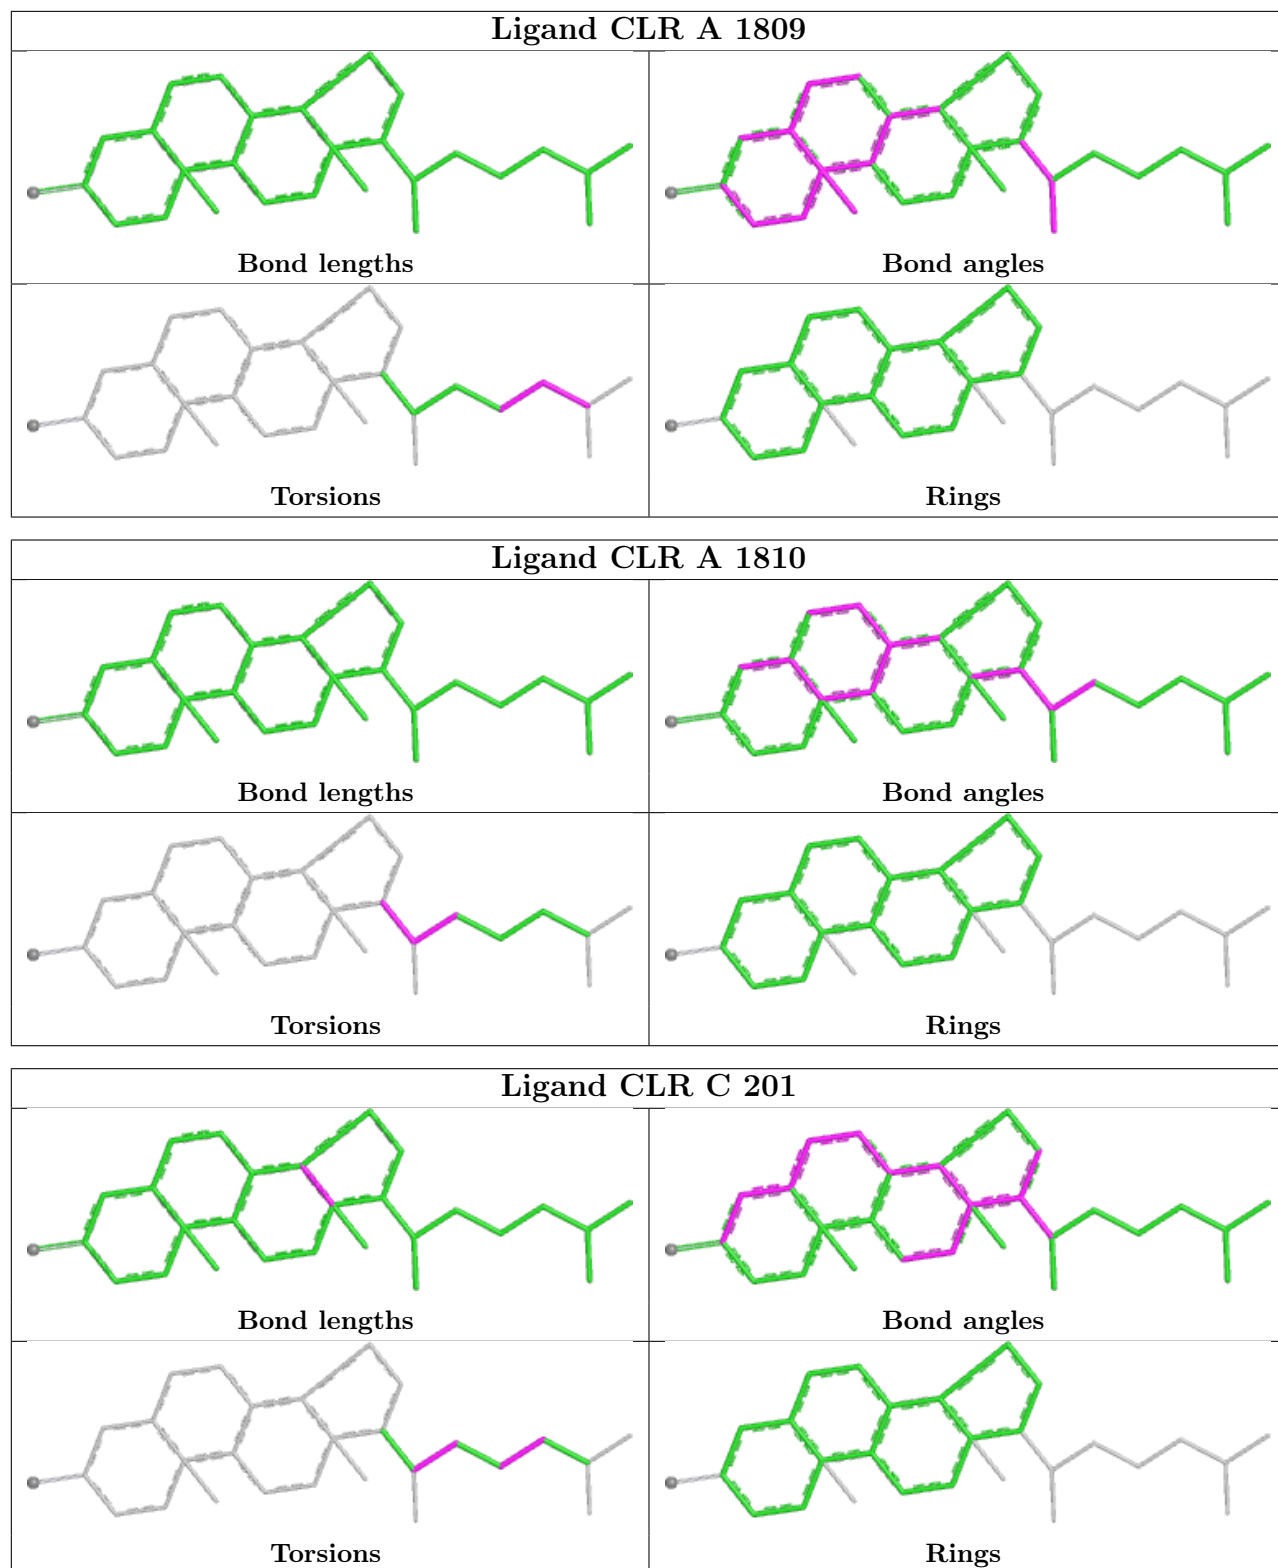 Ligand CLR A 1809
Bond lengths
Bond angles
Torsions
Rings
Ligand CLR A 1810
Bond lengths
Bond angles
Torsions
Rings
Ligand CLR C 201
Bond lengths
Bond angles
Torsions
Rings